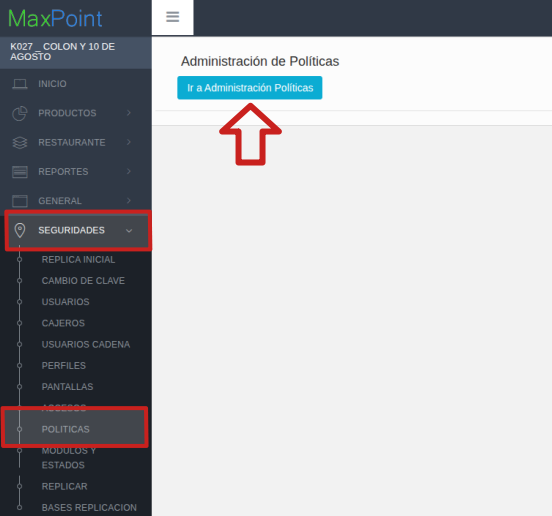 MaxPoint
K027 _ COLON Y 10 DE
AGOSTO
INICIO
PRODUCTOS
RESTAURANTE
REPORTES
GENERAL
SEGURIDADES
REPLICA INICIAL
CAMBIO DE CLAVE
USUARIOS
CAJEROS
USUARIOS CADENA
PERFILES
PANTALLAS
ACCESOS
POLITICAS
MODULOS Y
ESTADOS
REPLICAR
BASES REPLICACION
Administración de Políticas
Ir a Administración Políticas